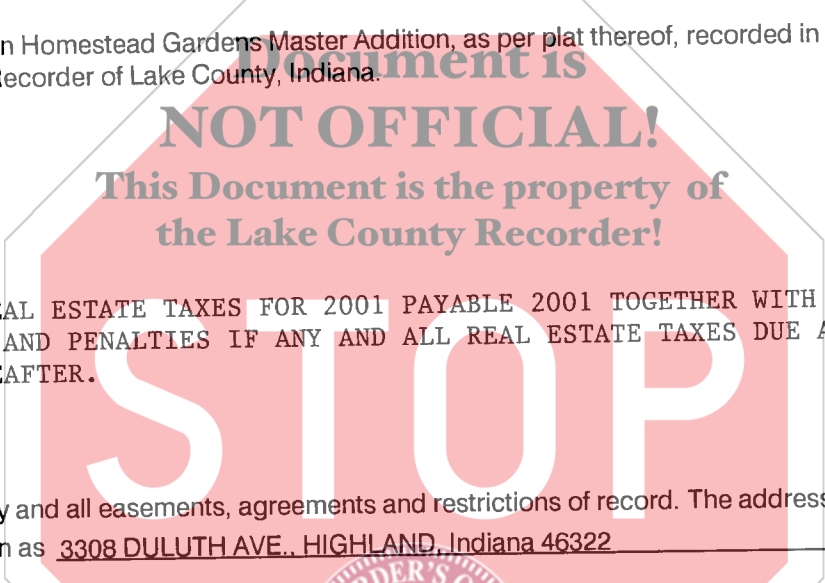 n Homestead Gardens Master Addition, as per plat thereof, recorded in
Recorder of Lake County, Indiana.
Document is
NOT OFFICIAL!
This Document is the property of
the Lake County Recorder!
EAL ESTATE TAXES FOR 2001 PAYABLE 2001 TOGETHER WITH
AND PENALTIES IF ANY AND ALL REAL ESTATE TAXES DUE A
EAFTER.
STOP
y and all easements, agreements and restrictions of record. The address
n as 3308 DULUTH AVE., HIGHLAND, Indiana 46322
RDER'S O